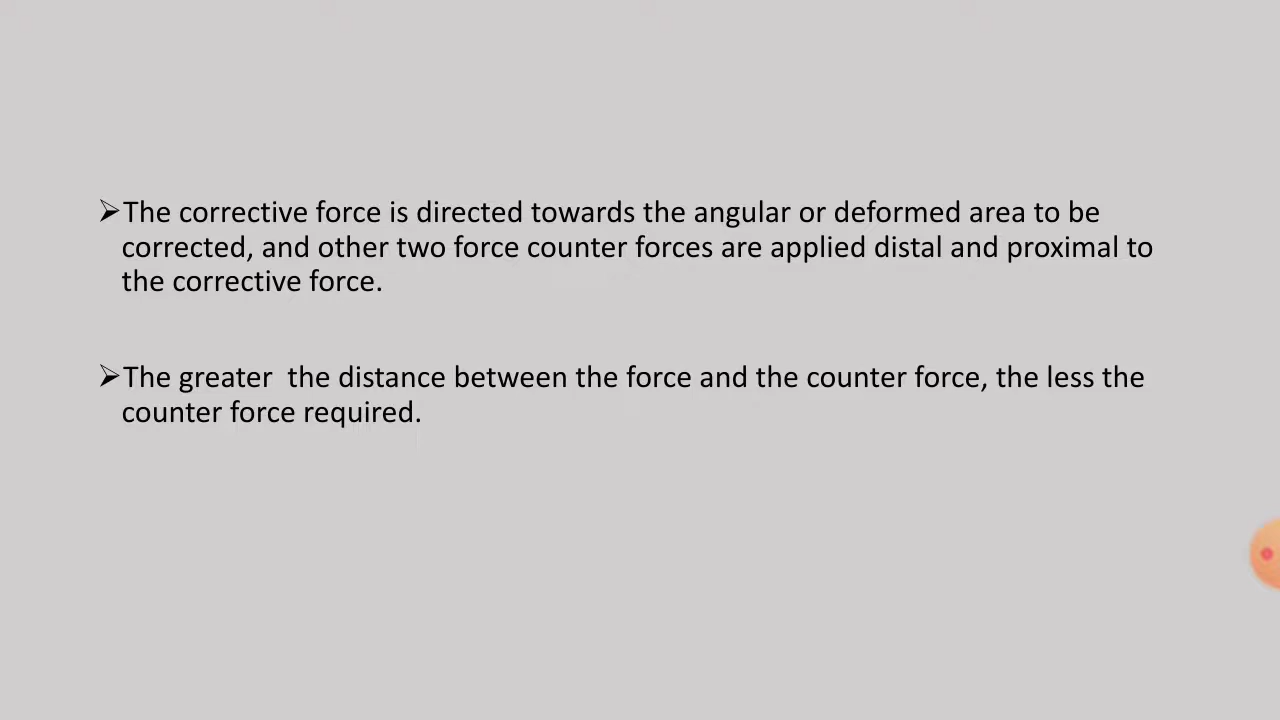 ➢The corrective force is directed towards the angular or deformed area to be
corrected, and other two force counter forces are applied distal and proximal to
the corrective force.
➢The greater  the distance between the force and the counter force, the less the
counter force required.